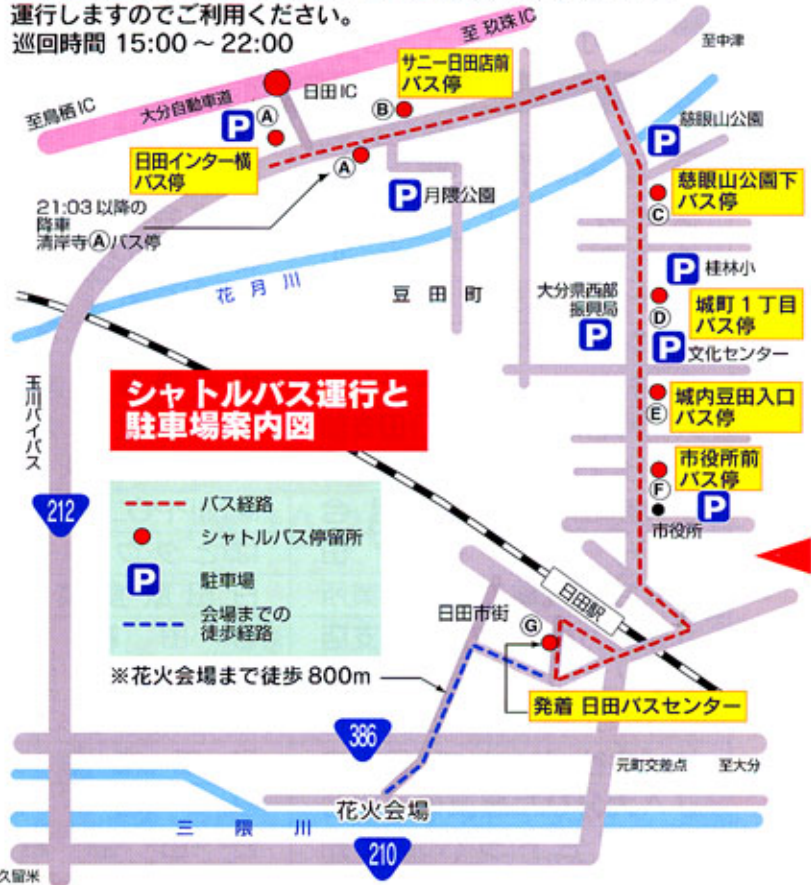 運行しますのでご利用ください。
巡回時間 15:00～22:00
至 玖珠IC
至中津
サニー日田店前
バス停
日田IC
大分自動車道
至鳥栖IC
A
B
P
慈眼山公園
P
日田インター横
バス停
A
慈眼山公園下
バス停
C
P
月隈公園
21:03以降の
降車
清岸寺Ⓐバス停
花月川
豆田町
大分県西部
振興局
P
P
桂林小
城町1丁目
バス停
D
P
文化センター
玉川バイパス
シャトルバス運行と
駐車場案内図
城内豆田入口
バス停
E
市役所前
バス停
F
P
市役所
212
バス経路
シャトルバス停留所
P
駐車場
会場までの
徒歩経路
日田駅
日田市街
G
※花火会場まで徒歩800m
発着 日田バスセンター
386
元町交差点
至大分
花火会場
三隈川
210
久留米